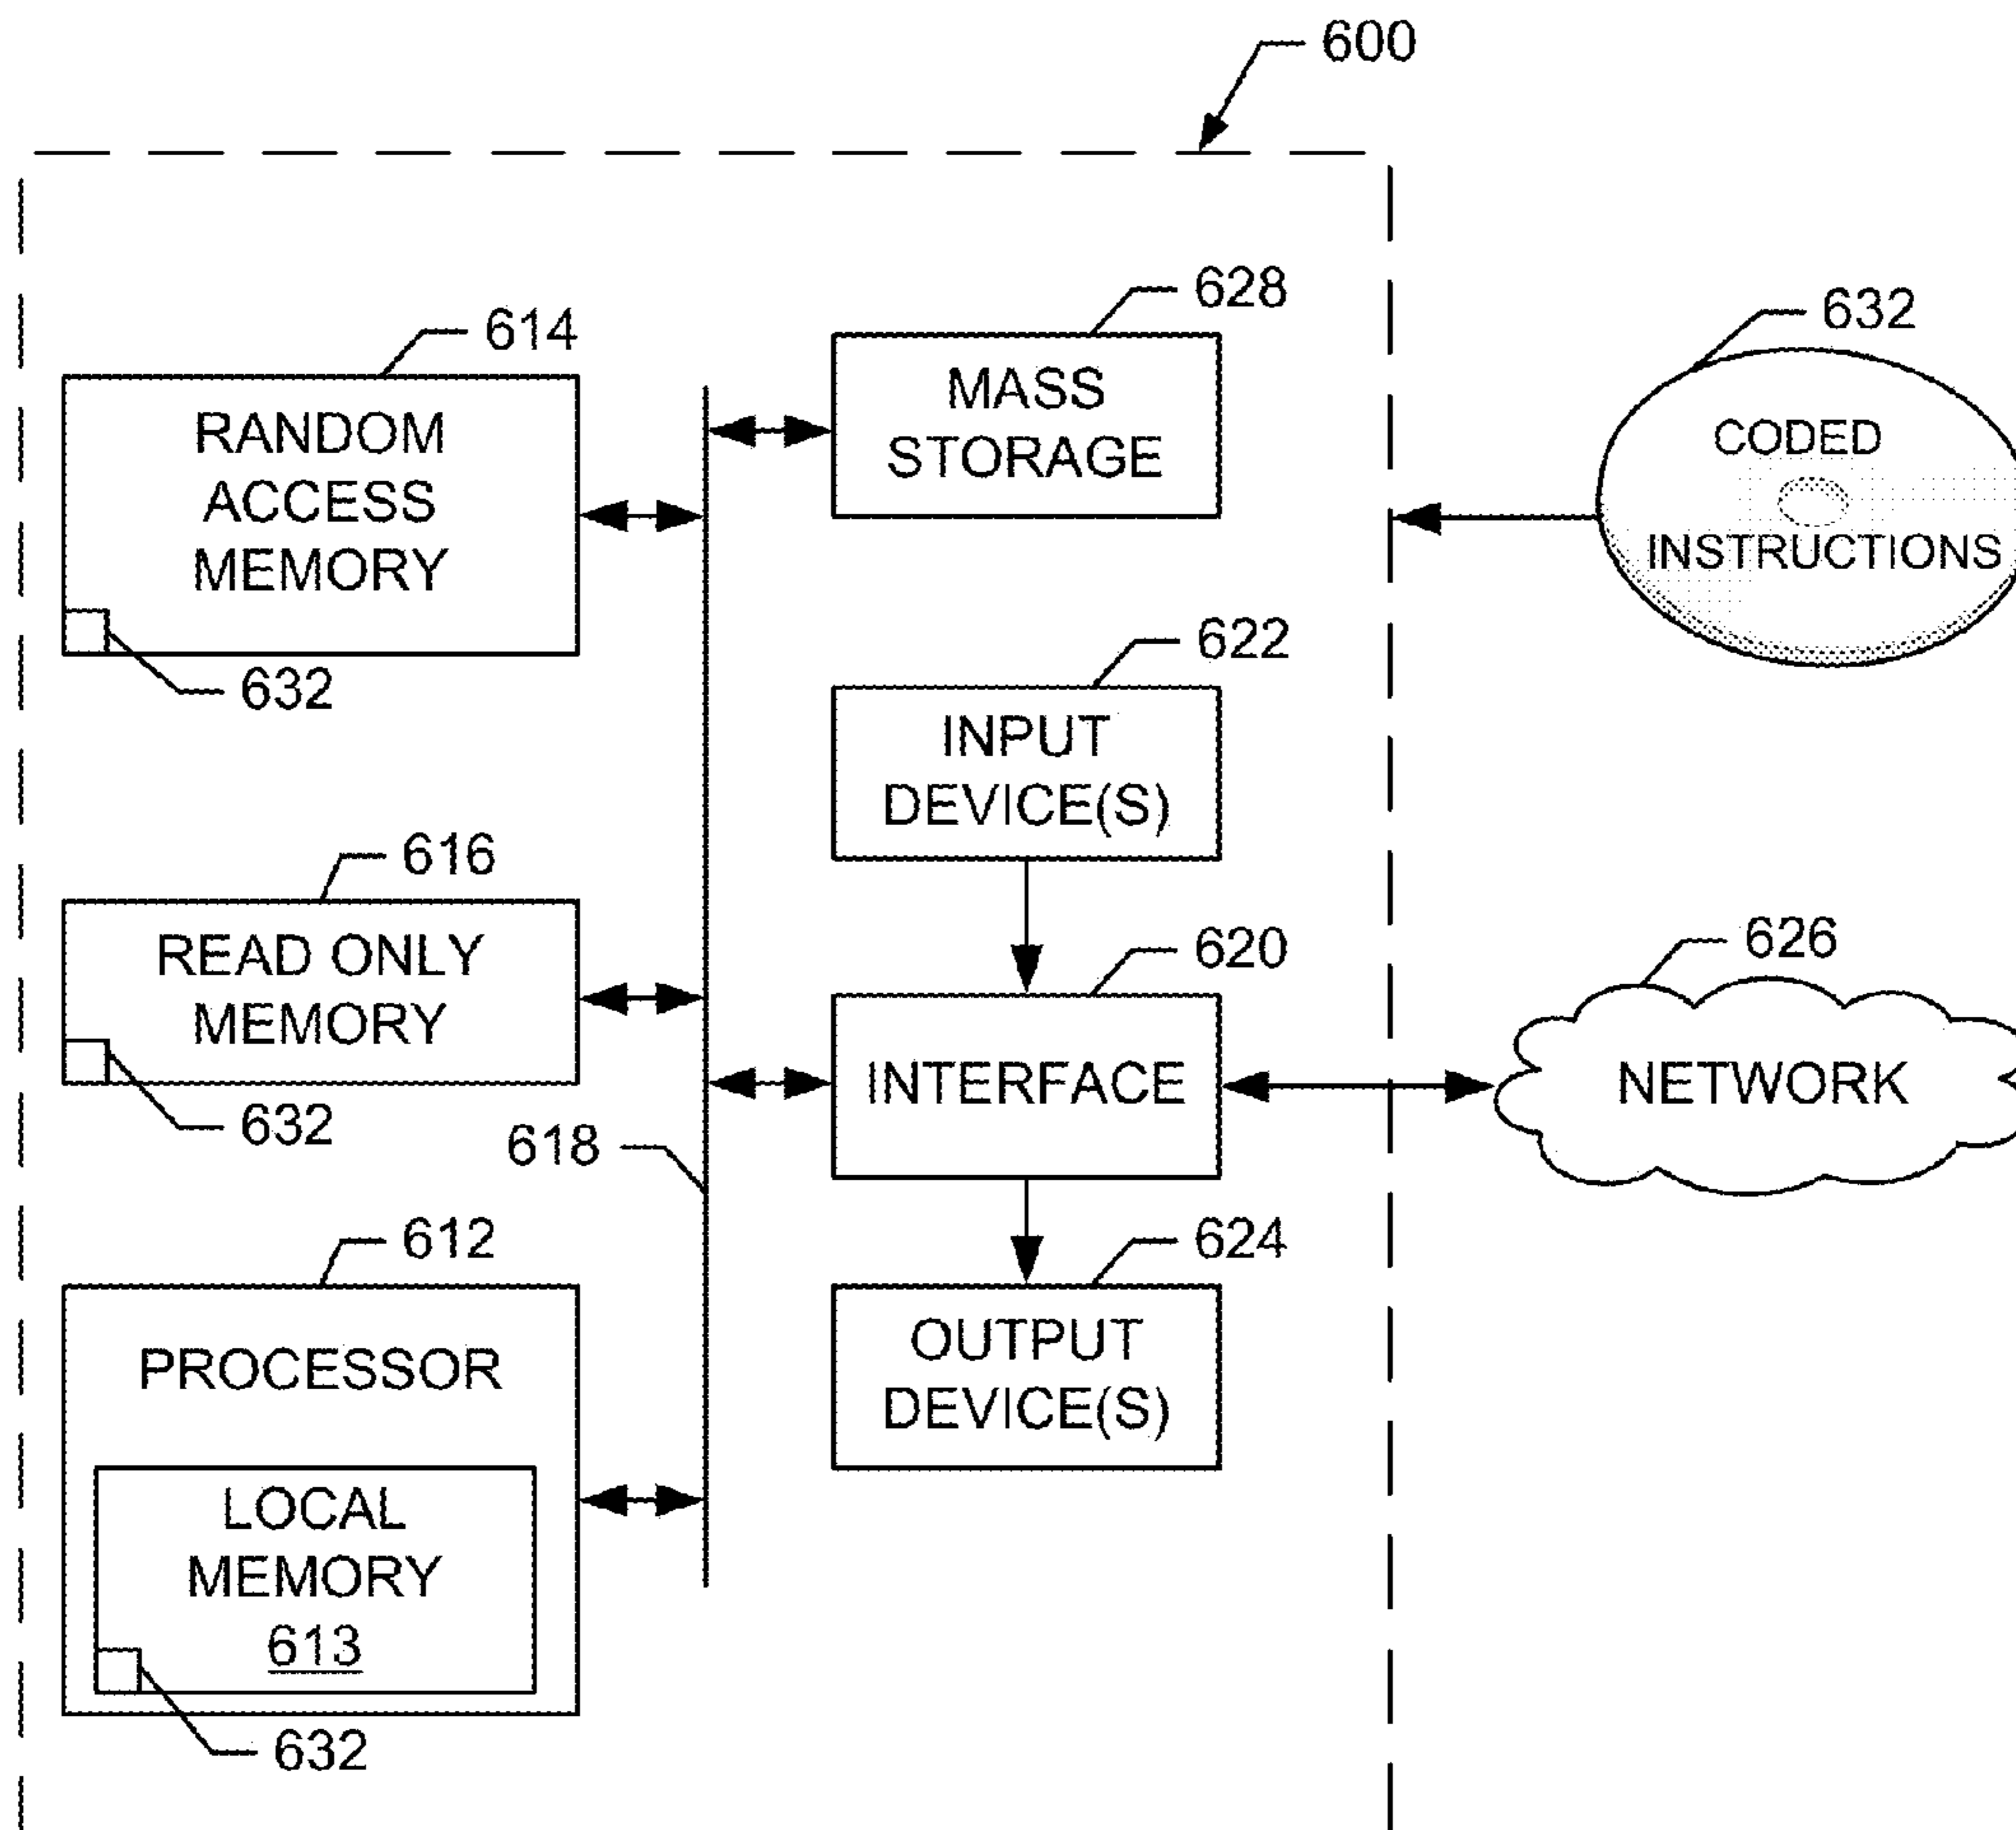 600
614
RANDOM
ACCESS
MEMORY
632
628
MASS
STORAGE
632
CODED
INSTRUCTIONS
622
INPUT
DEVICE(S)
616
READ ONLY
MEMORY
632
618
620
INTERFACE
626
NETWORK
612
PROCESSOR
LOCAL
MEMORY
613
632
624
OUTPUT
DEVICE(S)